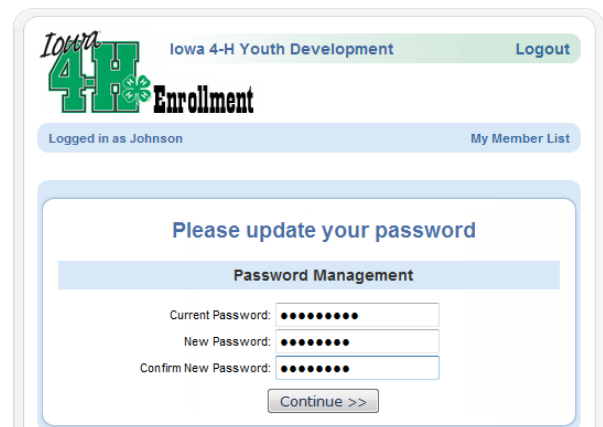 Iowa
4-H
Enrollment
Iowa 4-H Youth Development Logout
Logged in as Johnson My Member List
Please update your password
Password Management
Current Password: ●●●●●●●●●
New Password: ●●●●●●●●
Confirm New Password: ●●●●●●●●
Continue >>